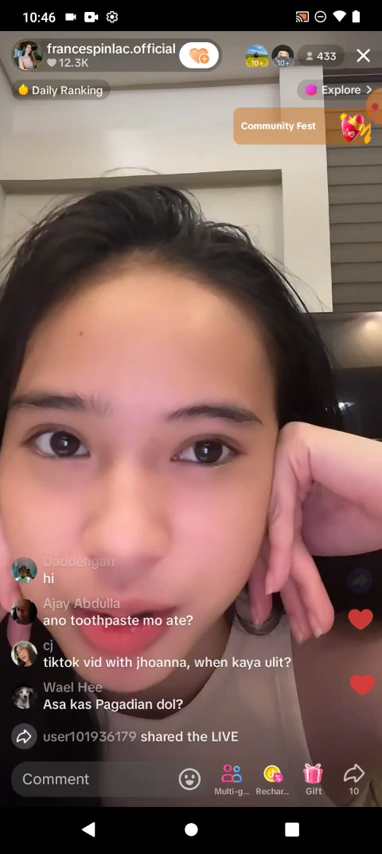 10:46
francespinlac.official
12.3K
10+
10+
433
Daily Ranking
Explore
Community Fest
Daddengarr
hi
Ajay Abdulla
ano toothpaste mo ate?
cj
tiktok vid with jhoanna, when kaya ulit?
Wael Hee
Asa kas Pagadian dol?
user101936179 shared the LIVE
Comment
Multi-g...
Rechar...
Gift
10